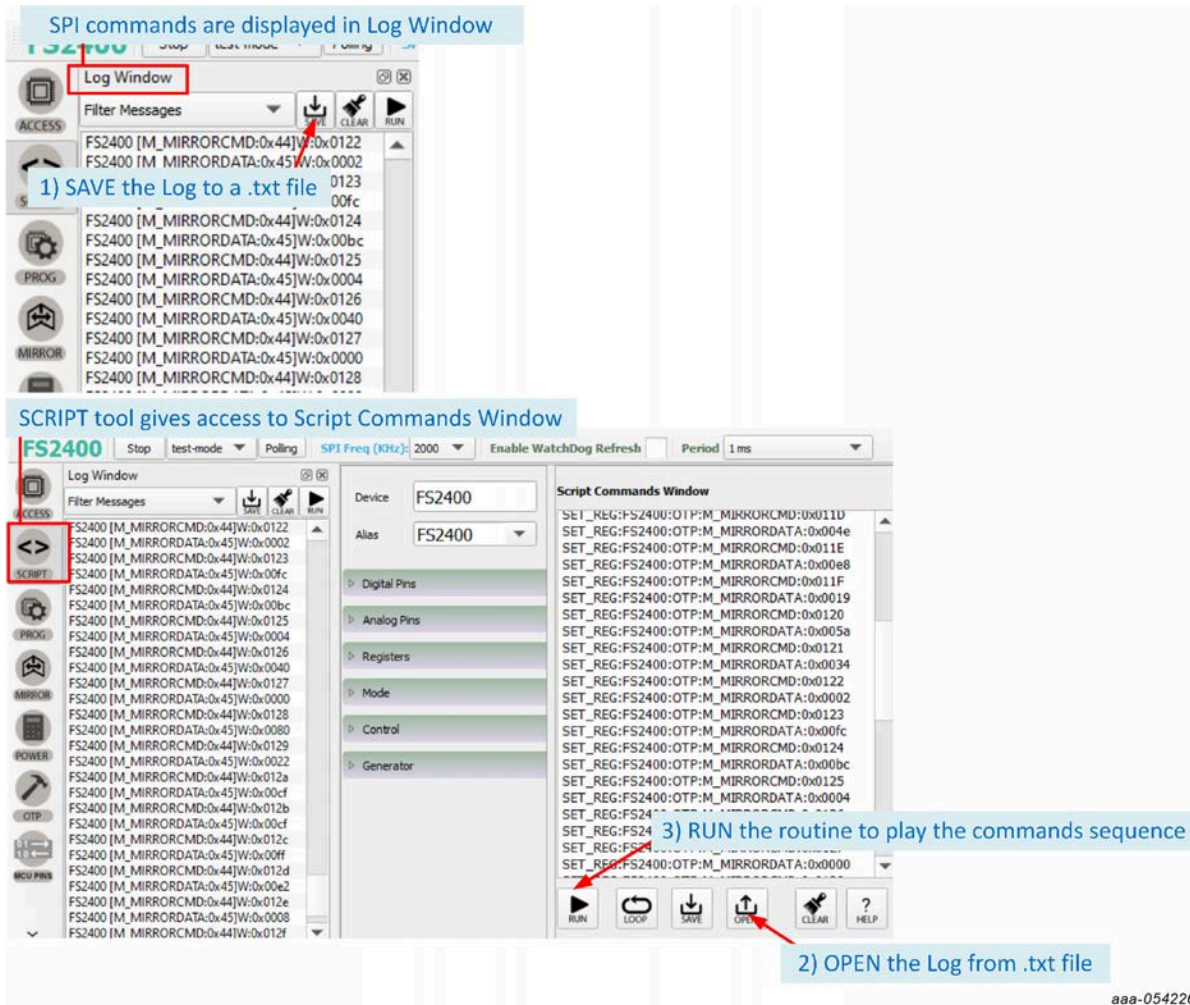 SPI commands are displayed in Log Window
FS2400 Stop test-mode Polling
Log Window
Filter Messages SAVE CLEAR RUN
ACCESS
FS2400 [M_MIRRORCMD:0x44]W:0x0122
FS2400 [M_MIRRORDATA:0x45]W:0x0002
0123
1) SAVE the Log to a .txt file
00fc
FS2400 [M_MIRRORCMD:0x44]W:0x0124
FS2400 [M_MIRRORDATA:0x45]W:0x00bc
FS2400 [M_MIRRORCMD:0x44]W:0x0125
PROG
FS2400 [M_MIRRORDATA:0x45]W:0x0004
FS2400 [M_MIRRORCMD:0x44]W:0x0126
FS2400 [M_MIRRORDATA:0x45]W:0x0040
FS2400 [M_MIRRORCMD:0x44]W:0x0127
MIRROR
FS2400 [M_MIRRORDATA:0x45]W:0x0000
FS2400 [M_MIRRORCMD:0x44]W:0x0128
SCRIPT tool gives access to Script Commands Window
FS2400 Stop test-mode Polling SPI Freq (KHz): 2000 Enable WatchDog Refresh Period 1 ms
Log Window
Filter Messages SAVE CLEAR RUN
ACCESS
SCRIPT
PROG
MIRROR
POWER
OTP
MCU PINS
FS2400 [M_MIRRORCMD:0x44]W:0x0122
FS2400 [M_MIRRORDATA:0x45]W:0x0002
FS2400 [M_MIRRORCMD:0x44]W:0x0123
FS2400 [M_MIRRORDATA:0x45]W:0x00fc
FS2400 [M_MIRRORCMD:0x44]W:0x0124
FS2400 [M_MIRRORDATA:0x45]W:0x00bc
FS2400 [M_MIRRORCMD:0x44]W:0x0125
FS2400 [M_MIRRORDATA:0x45]W:0x0004
FS2400 [M_MIRRORCMD:0x44]W:0x0126
FS2400 [M_MIRRORDATA:0x45]W:0x0040
FS2400 [M_MIRRORCMD:0x44]W:0x0127
FS2400 [M_MIRRORDATA:0x45]W:0x0000
FS2400 [M_MIRRORCMD:0x44]W:0x0128
FS2400 [M_MIRRORDATA:0x45]W:0x0080
FS2400 [M_MIRRORCMD:0x44]W:0x0129
FS2400 [M_MIRRORDATA:0x45]W:0x0022
FS2400 [M_MIRRORCMD:0x44]W:0x012a
FS2400 [M_MIRRORDATA:0x45]W:0x00cf
FS2400 [M_MIRRORCMD:0x44]W:0x012b
FS2400 [M_MIRRORDATA:0x45]W:0x00cf
FS2400 [M_MIRRORCMD:0x44]W:0x012c
FS2400 [M_MIRRORDATA:0x45]W:0x00ff
FS2400 [M_MIRRORCMD:0x44]W:0x012d
FS2400 [M_MIRRORDATA:0x45]W:0x00e2
FS2400 [M_MIRRORCMD:0x44]W:0x012e
FS2400 [M_MIRRORDATA:0x45]W:0x0008
FS2400 [M_MIRRORCMD:0x44]W:0x012f
Device FS2400
Alias FS2400
Digital Pins
Analog Pins
Registers
Mode
Control
Generator
Script Commands Window
SET_REG:FS2400:OTP:M_MIRRORCMD:0x011D
SET_REG:FS2400:OTP:M_MIRRORDATA:0x004e
SET_REG:FS2400:OTP:M_MIRRORCMD:0x011E
SET_REG:FS2400:OTP:M_MIRRORDATA:0x00e8
SET_REG:FS2400:OTP:M_MIRRORCMD:0x011F
SET_REG:FS2400:OTP:M_MIRRORDATA:0x0019
SET_REG:FS2400:OTP:M_MIRRORCMD:0x0120
SET_REG:FS2400:OTP:M_MIRRORDATA:0x005a
SET_REG:FS2400:OTP:M_MIRRORCMD:0x0121
SET_REG:FS2400:OTP:M_MIRRORDATA:0x0034
SET_REG:FS2400:OTP:M_MIRRORCMD:0x0122
SET_REG:FS2400:OTP:M_MIRRORDATA:0x0002
SET_REG:FS2400:OTP:M_MIRRORCMD:0x0123
SET_REG:FS2400:OTP:M_MIRRORDATA:0x00fc
SET_REG:FS2400:OTP:M_MIRRORCMD:0x0124
SET_REG:FS2400:OTP:M_MIRRORDATA:0x00bc
SET_REG:FS2400:OTP:M_MIRRORCMD:0x0125
SET_REG:FS2400:OTP:M_MIRRORDATA:0x0004
SET_REG:FS24
SET_REG:FS24
3) RUN the routine to play the commands sequence
SET_REG:FS2400:OTP:M_MIRRORDATA:0x0000
RUN LOOP SAVE OPEN CLEAR HELP
2) OPEN the Log from .txt file
aaa-054220